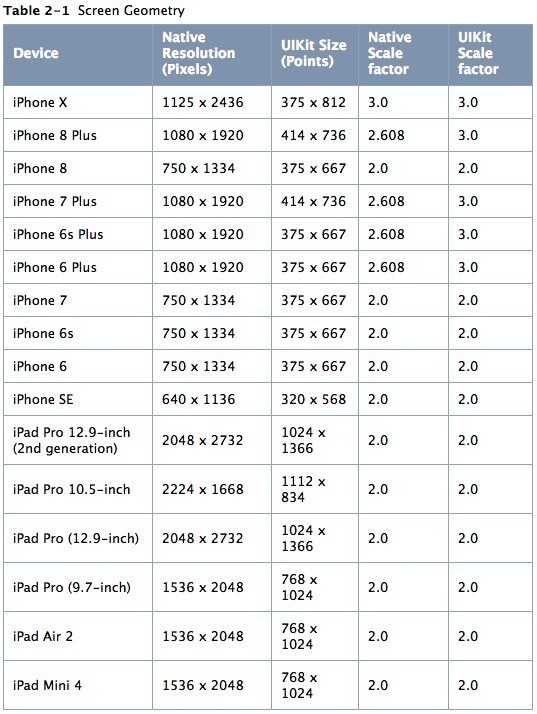 Table 2-1 Screen Geometry
Device | Native Resolution (Pixels) | UIKit Size (Points) | Native Scale factor | UIKit Scale factor
iPhone X | 1125 x 2436 | 375 x 812 | 3.0 | 3.0
iPhone 8 Plus | 1080 x 1920 | 414 x 736 | 2.608 | 3.0
iPhone 8 | 750 x 1334 | 375 x 667 | 2.0 | 2.0
iPhone 7 Plus | 1080 x 1920 | 414 x 736 | 2.608 | 3.0
iPhone 6s Plus | 1080 x 1920 | 375 x 667 | 2.608 | 3.0
iPhone 6 Plus | 1080 x 1920 | 375 x 667 | 2.608 | 3.0
iPhone 7 | 750 x 1334 | 375 x 667 | 2.0 | 2.0
iPhone 6s | 750 x 1334 | 375 x 667 | 2.0 | 2.0
iPhone 6 | 750 x 1334 | 375 x 667 | 2.0 | 2.0
iPhone SE | 640 x 1136 | 320 x 568 | 2.0 | 2.0
iPad Pro 12.9-inch (2nd generation) | 2048 x 2732 | 1024 x 1366 | 2.0 | 2.0
iPad Pro 10.5-inch | 2224 x 1668 | 1112 x 834 | 2.0 | 2.0
iPad Pro (12.9-inch) | 2048 x 2732 | 1024 x 1366 | 2.0 | 2.0
iPad Pro (9.7-inch) | 1536 x 2048 | 768 x 1024 | 2.0 | 2.0
iPad Air 2 | 1536 x 2048 | 768 x 1024 | 2.0 | 2.0
iPad Mini 4 | 1536 x 2048 | 768 x 1024 | 2.0 | 2.0